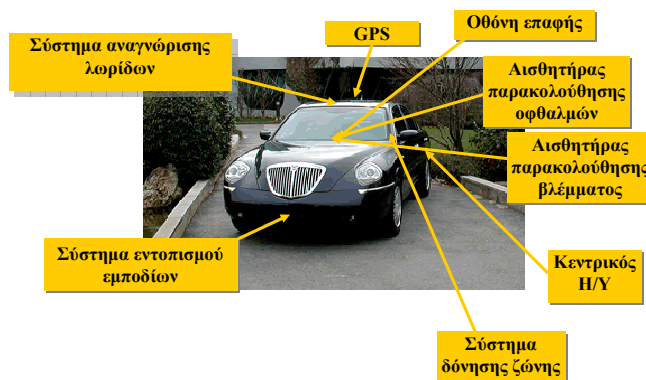 Οθόνη επαφής
GPS
Σύστημα αναγνώρισης
λωρίδων
Αισθητήρας
παρακολούθησης
οφθαλμών
Αισθητήρας
παρακολούθησης
βλέμματος
Σύστημα εντοπισμού
εμποδίων
Κεντρικός
Η/Υ
Σύστημα
δόνησης ζώνης